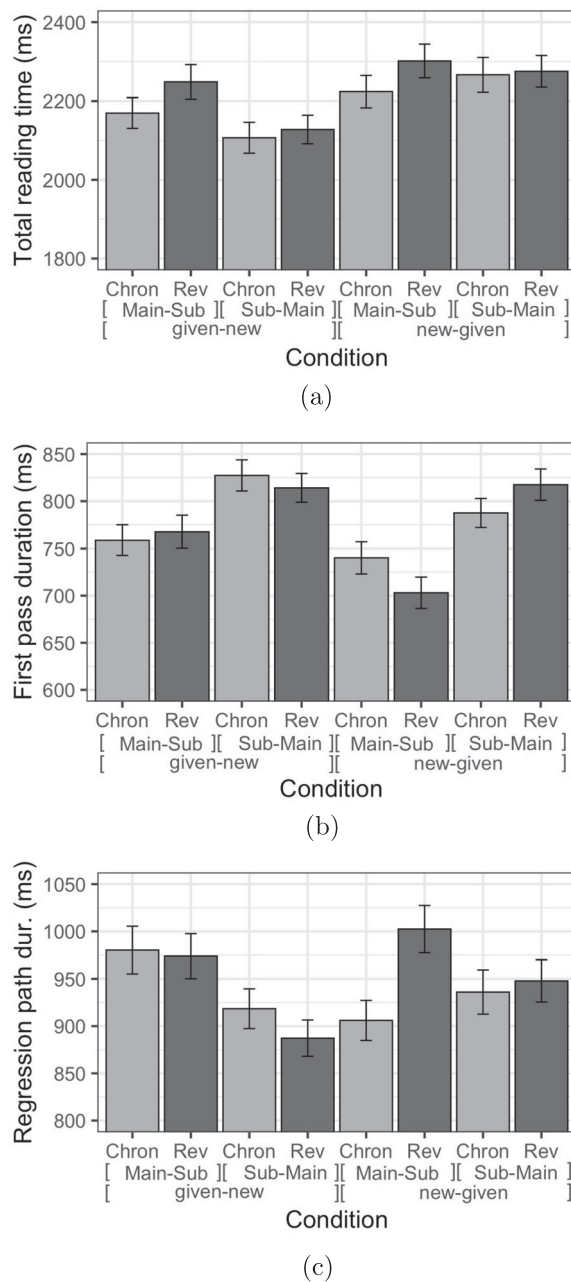 Total reading time (ms)
2400
2200
2000
1800
Chron Rev Chron Rev Chron Rev Chron Rev
[ Main-Sub ][ Sub-Main ][ Main-Sub ][ Sub-Main ]
[ given-new ][ new-given ]
Condition
(a)
First pass duration (ms)
850
800
750
700
650
600
Chron Rev Chron Rev Chron Rev Chron Rev
[ Main-Sub ][ Sub-Main ][ Main-Sub ][ Sub-Main ]
[ given-new ][ new-given ]
Condition
(b)
Regression path dur. (ms)
1050
1000
950
900
850
800
Chron Rev Chron Rev Chron Rev Chron Rev
[ Main-Sub ][ Sub-Main ][ Main-Sub ][ Sub-Main ]
[ given-new ][ new-given ]
Condition
(c)